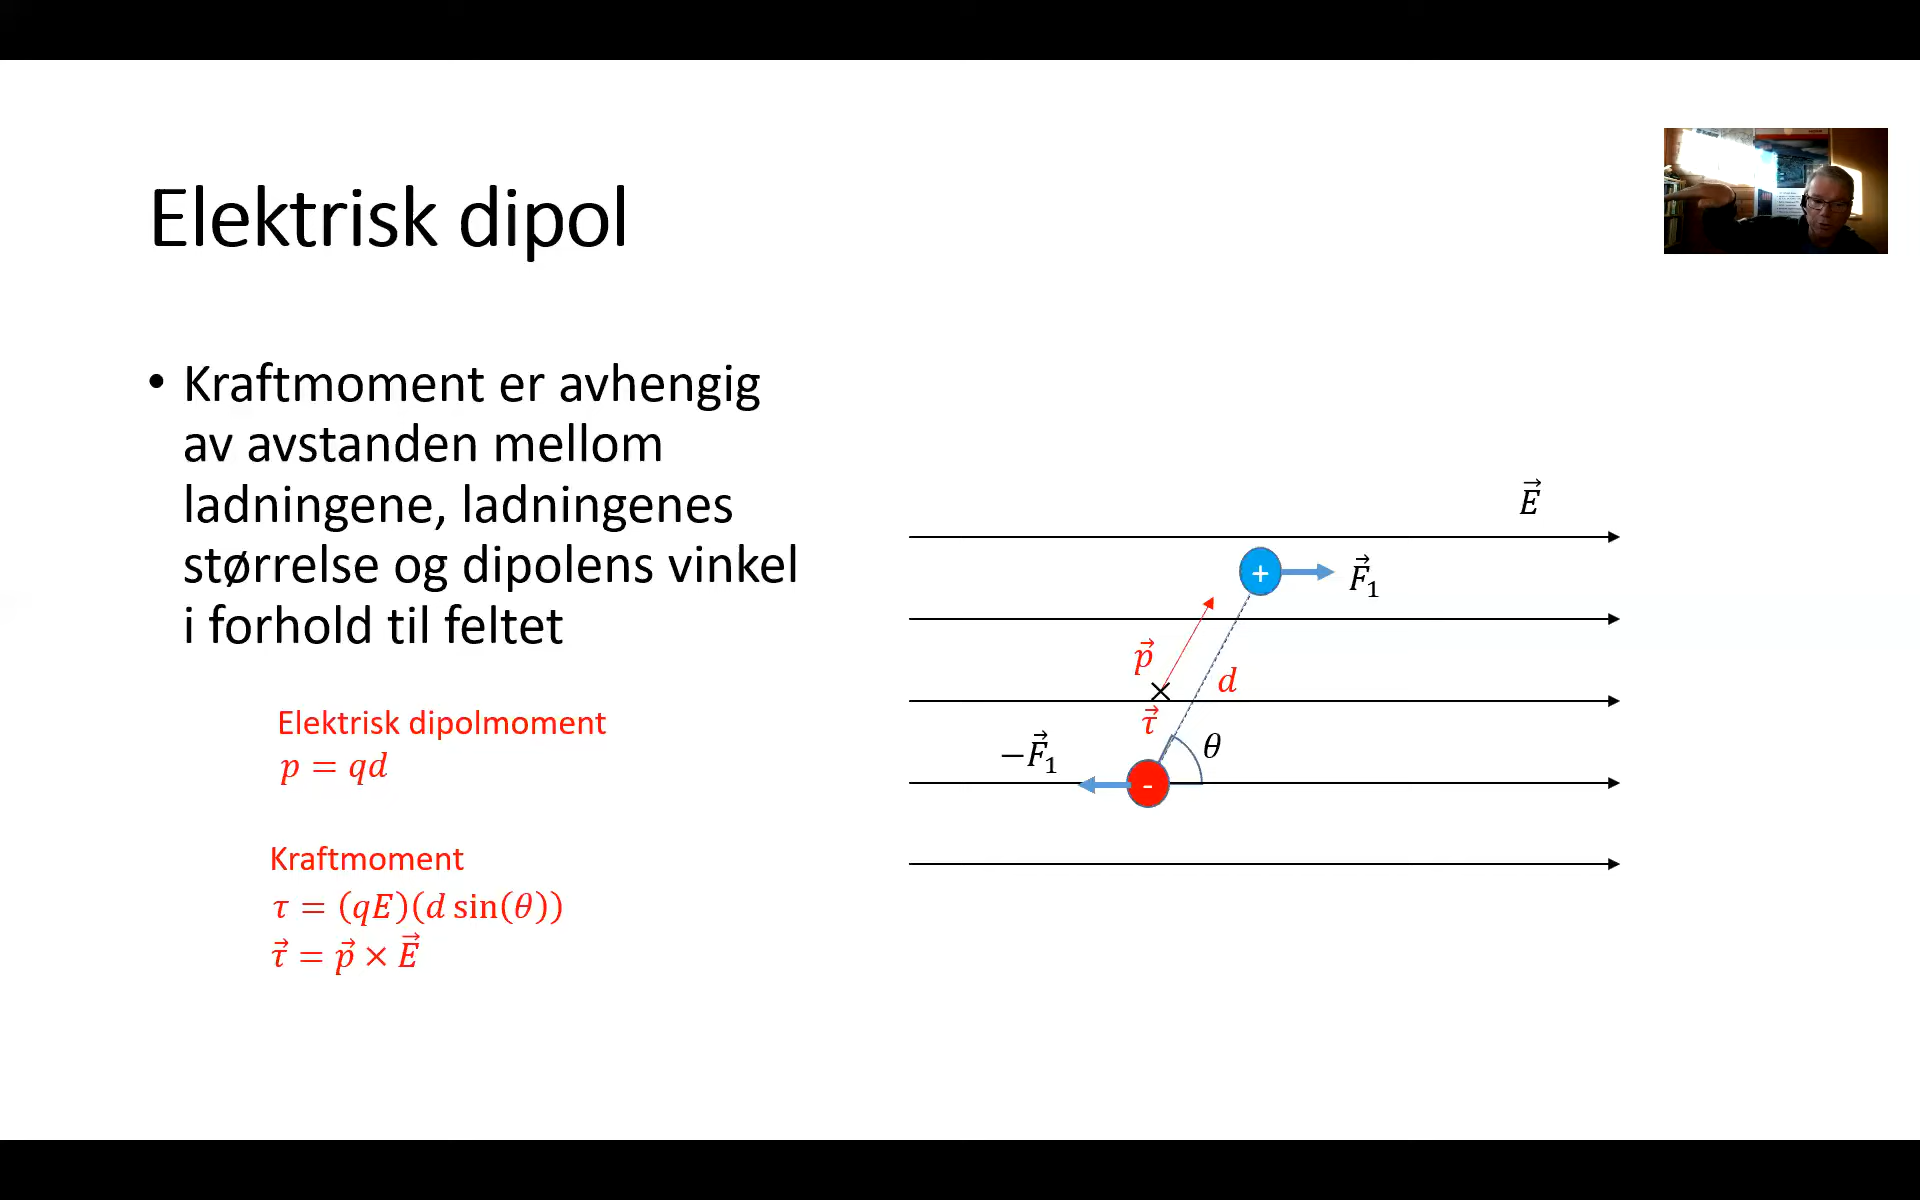 Elektrisk dipol
• Kraftmoment er avhengig
av avstanden mellom
ladningene, ladningenes
størrelse og dipolens vinkel
i forhold til feltet
Elektrisk dipolmoment
p = qd
Kraftmoment
τ = (qE)(d sin(θ))
τ⃗ = p⃗ × E⃗
E⃗
+
F⃗₁
p⃗
d
τ⃗
θ
−F⃗₁
-